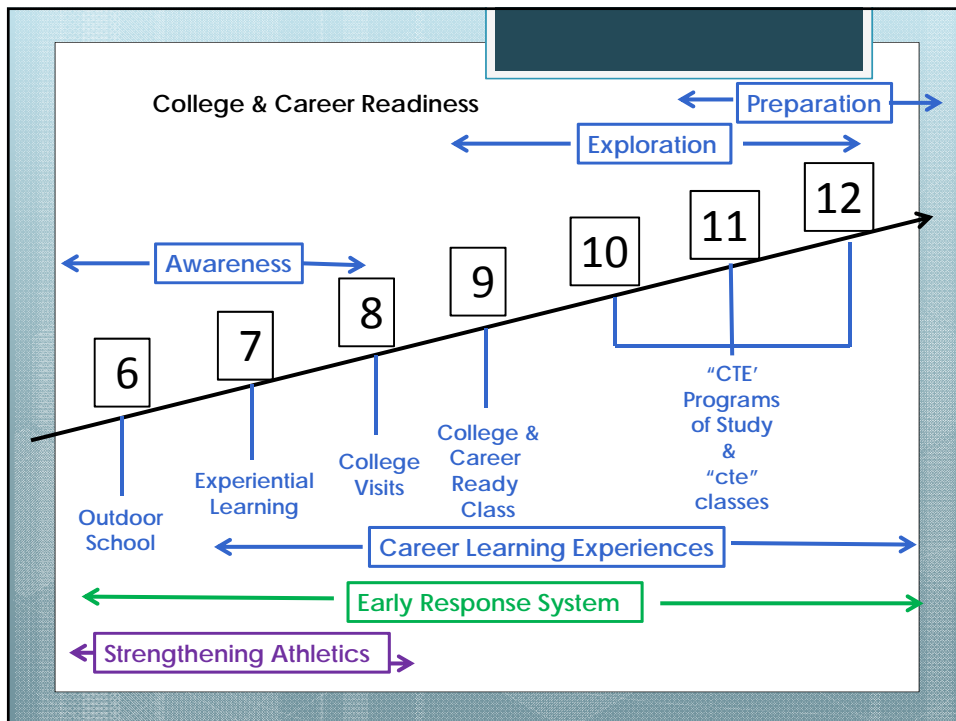 College & Career Readiness
Preparation
Exploration
12
11
10
Awareness
9
8
7
6
“CTE’
Programs
of Study
&
“cte”
classes
College &
Career
Ready
Class
College
Visits
Experiential
Learning
Outdoor
School
Career Learning Experiences
Early Response System
Strengthening Athletics